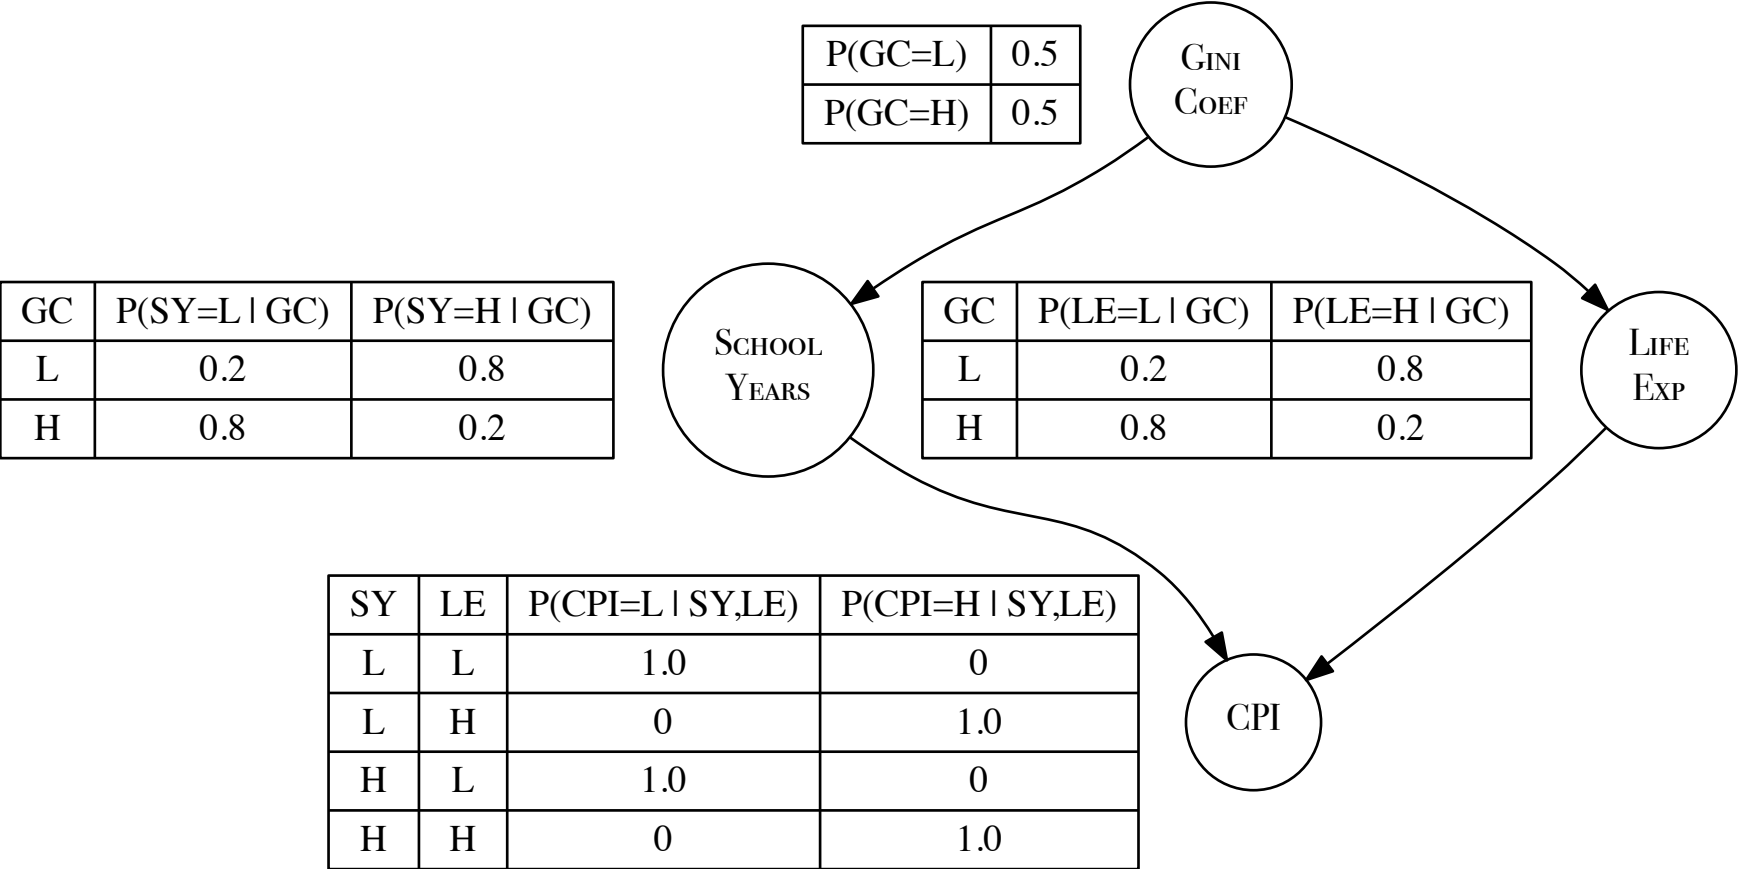 P(GC=L) 0.5
P(GC=H) 0.5
GINI
COEF
GC P(SY=L | GC) P(SY=H | GC)
L 0.2 0.8
H 0.8 0.2
SCHOOL
YEARS
GC P(LE=L | GC) P(LE=H | GC)
L 0.2 0.8
H 0.8 0.2
LIFE
EXP
SY LE P(CPI=L | SY,LE) P(CPI=H | SY,LE)
L L 1.0 0
L H 0 1.0
H L 1.0 0
H H 0 1.0
CPI